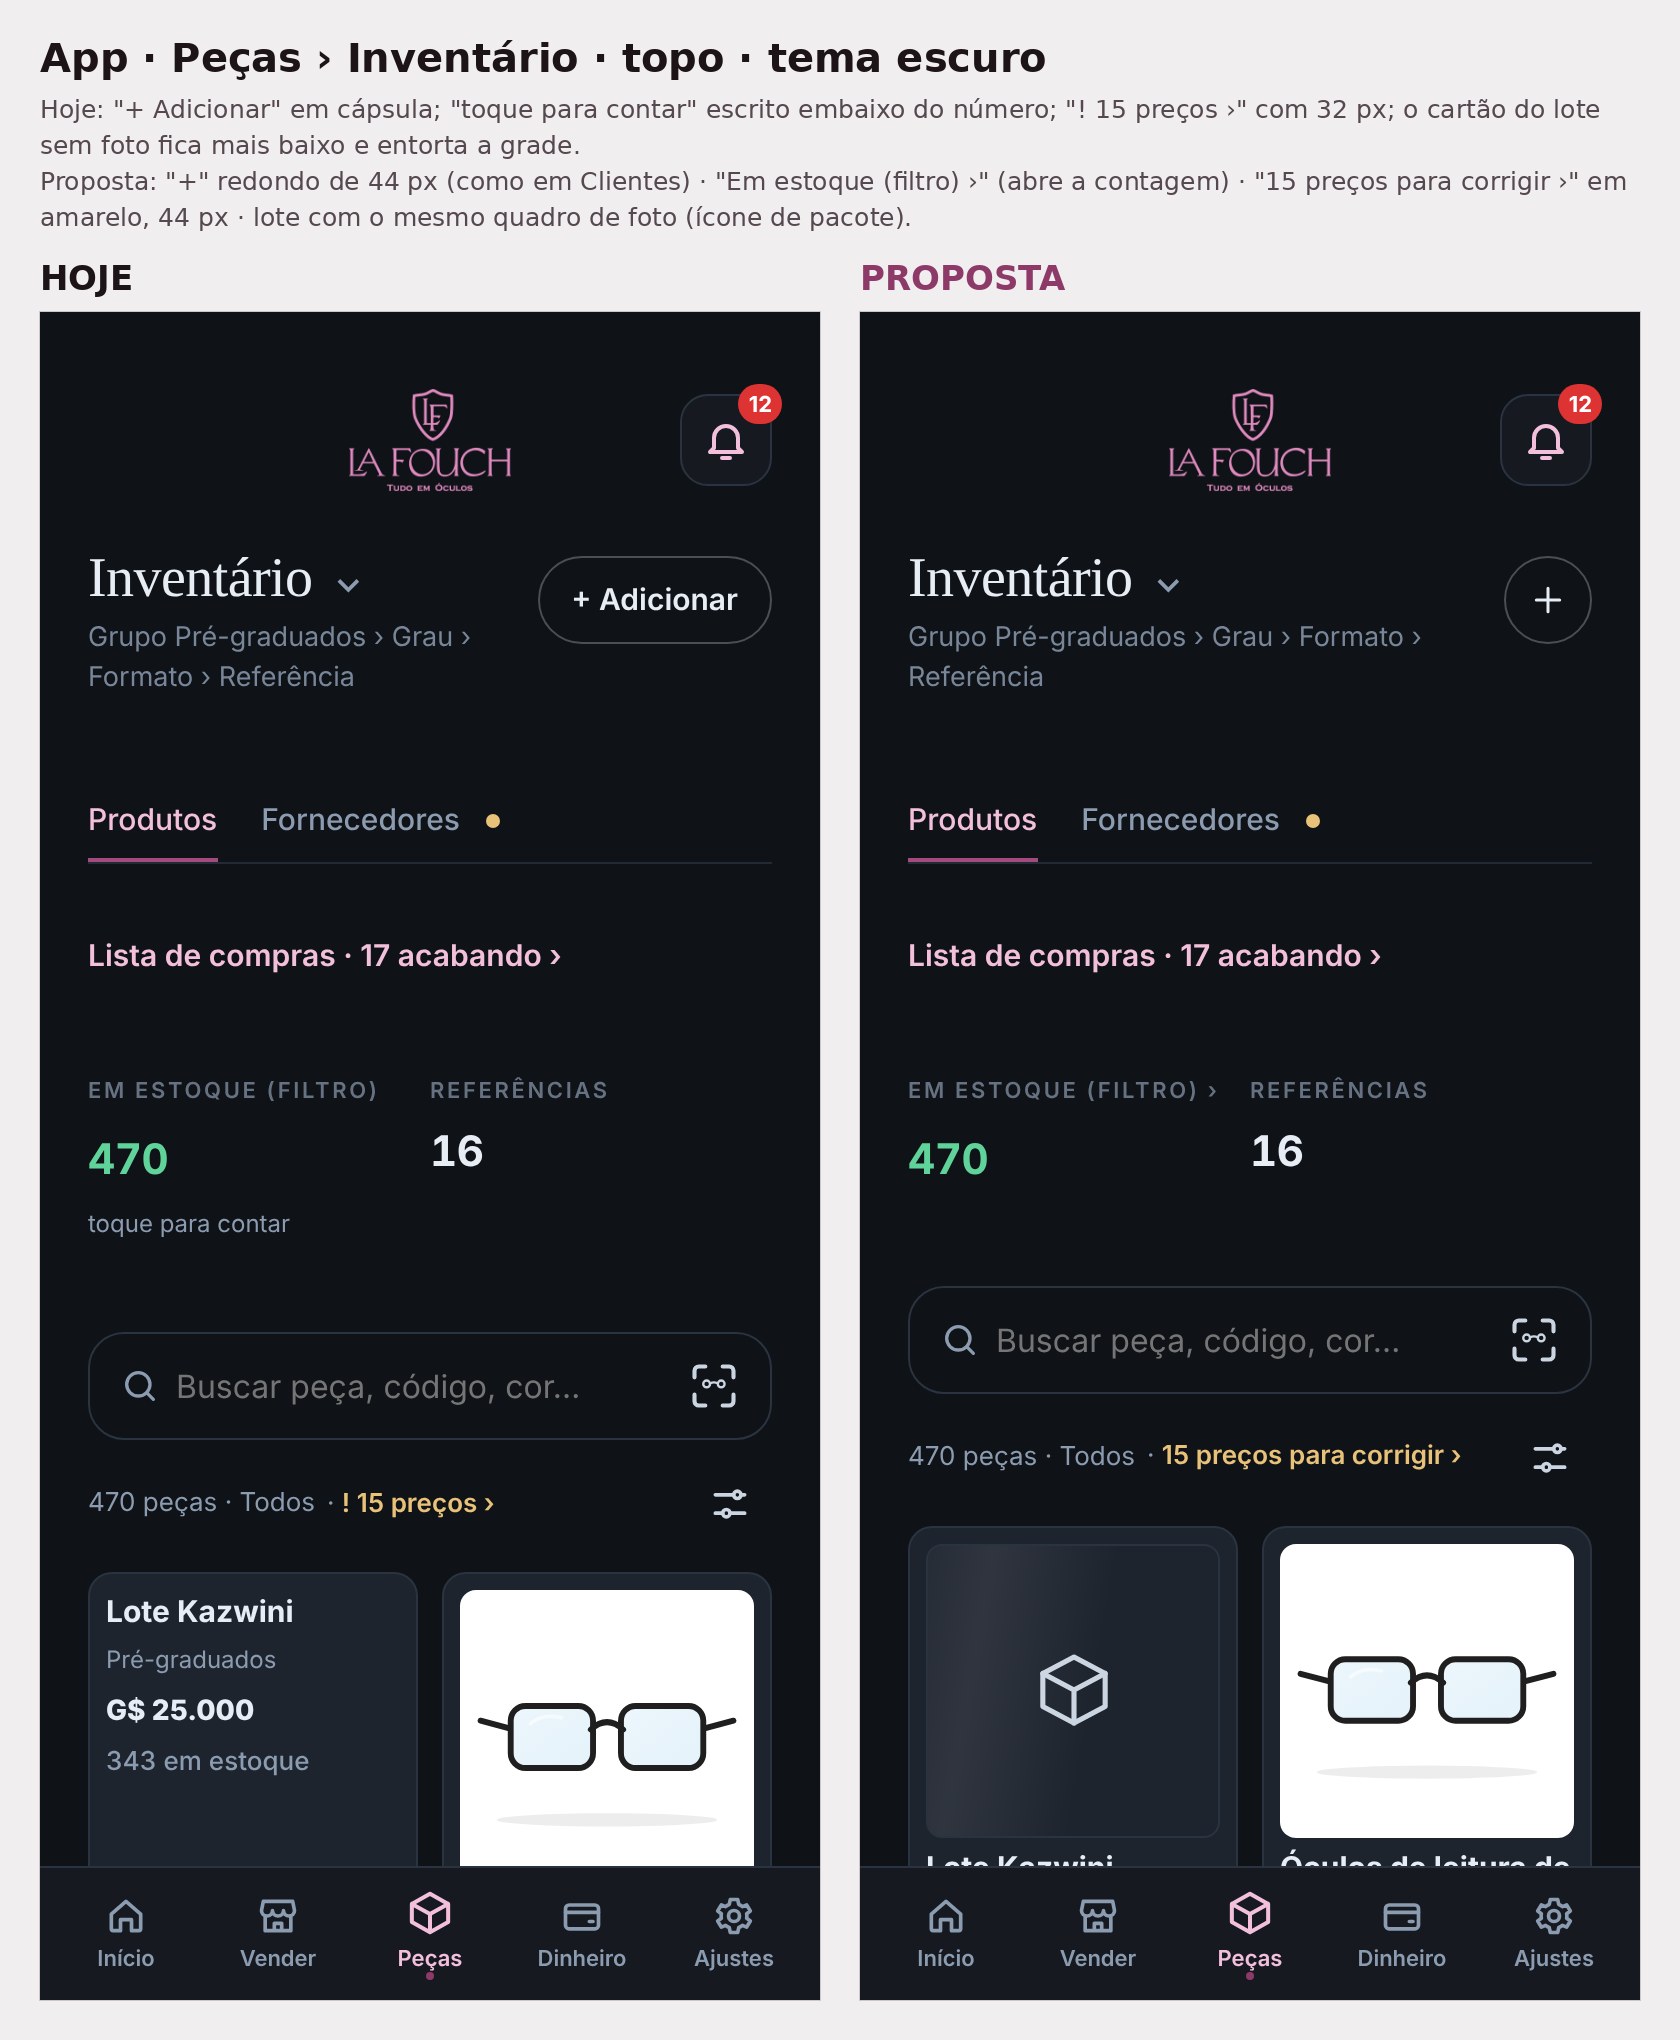 App · Peças › Inventário · topo · tema escuro
Hoje: "+ Adicionar" em cápsula; "toque para contar" escrito embaixo do número; "! 15 preços ›" com 32 px; o cartão do lote
sem foto fica mais baixo e entorta a grade.
Proposta: "+" redondo de 44 px (como em Clientes) · "Em estoque (filtro) ›" (abre a contagem) · "15 preços para corrigir ›" em
amarelo, 44 px · lote com o mesmo quadro de foto (ícone de pacote).
HOJE
LF
LA FOUCH
TUDO EM ÓCULOS
12
Inventário
+ Adicionar
Grupo Pré-graduados › Grau ›
Formato › Referência
Produtos
Fornecedores
Lista de compras · 17 acabando ›
EM ESTOQUE (FILTRO)
REFERÊNCIAS
470
16
toque para contar
Buscar peça, código, cor...
470 peças · Todos · ! 15 preços ›
Lote Kazwini
Pré-graduados
G$ 25.000
343 em estoque
Início
Vender
Peças
Dinheiro
Ajustes
PROPOSTA
LF
LA FOUCH
TUDO EM ÓCULOS
12
Inventário
+
Grupo Pré-graduados › Grau › Formato ›
Referência
Produtos
Fornecedores
Lista de compras · 17 acabando ›
EM ESTOQUE (FILTRO) ›
REFERÊNCIAS
470
16
Buscar peça, código, cor...
470 peças · Todos · 15 preços para corrigir ›
Lote Kazwini
Óculos de leitura de
Início
Vender
Peças
Dinheiro
Ajustes